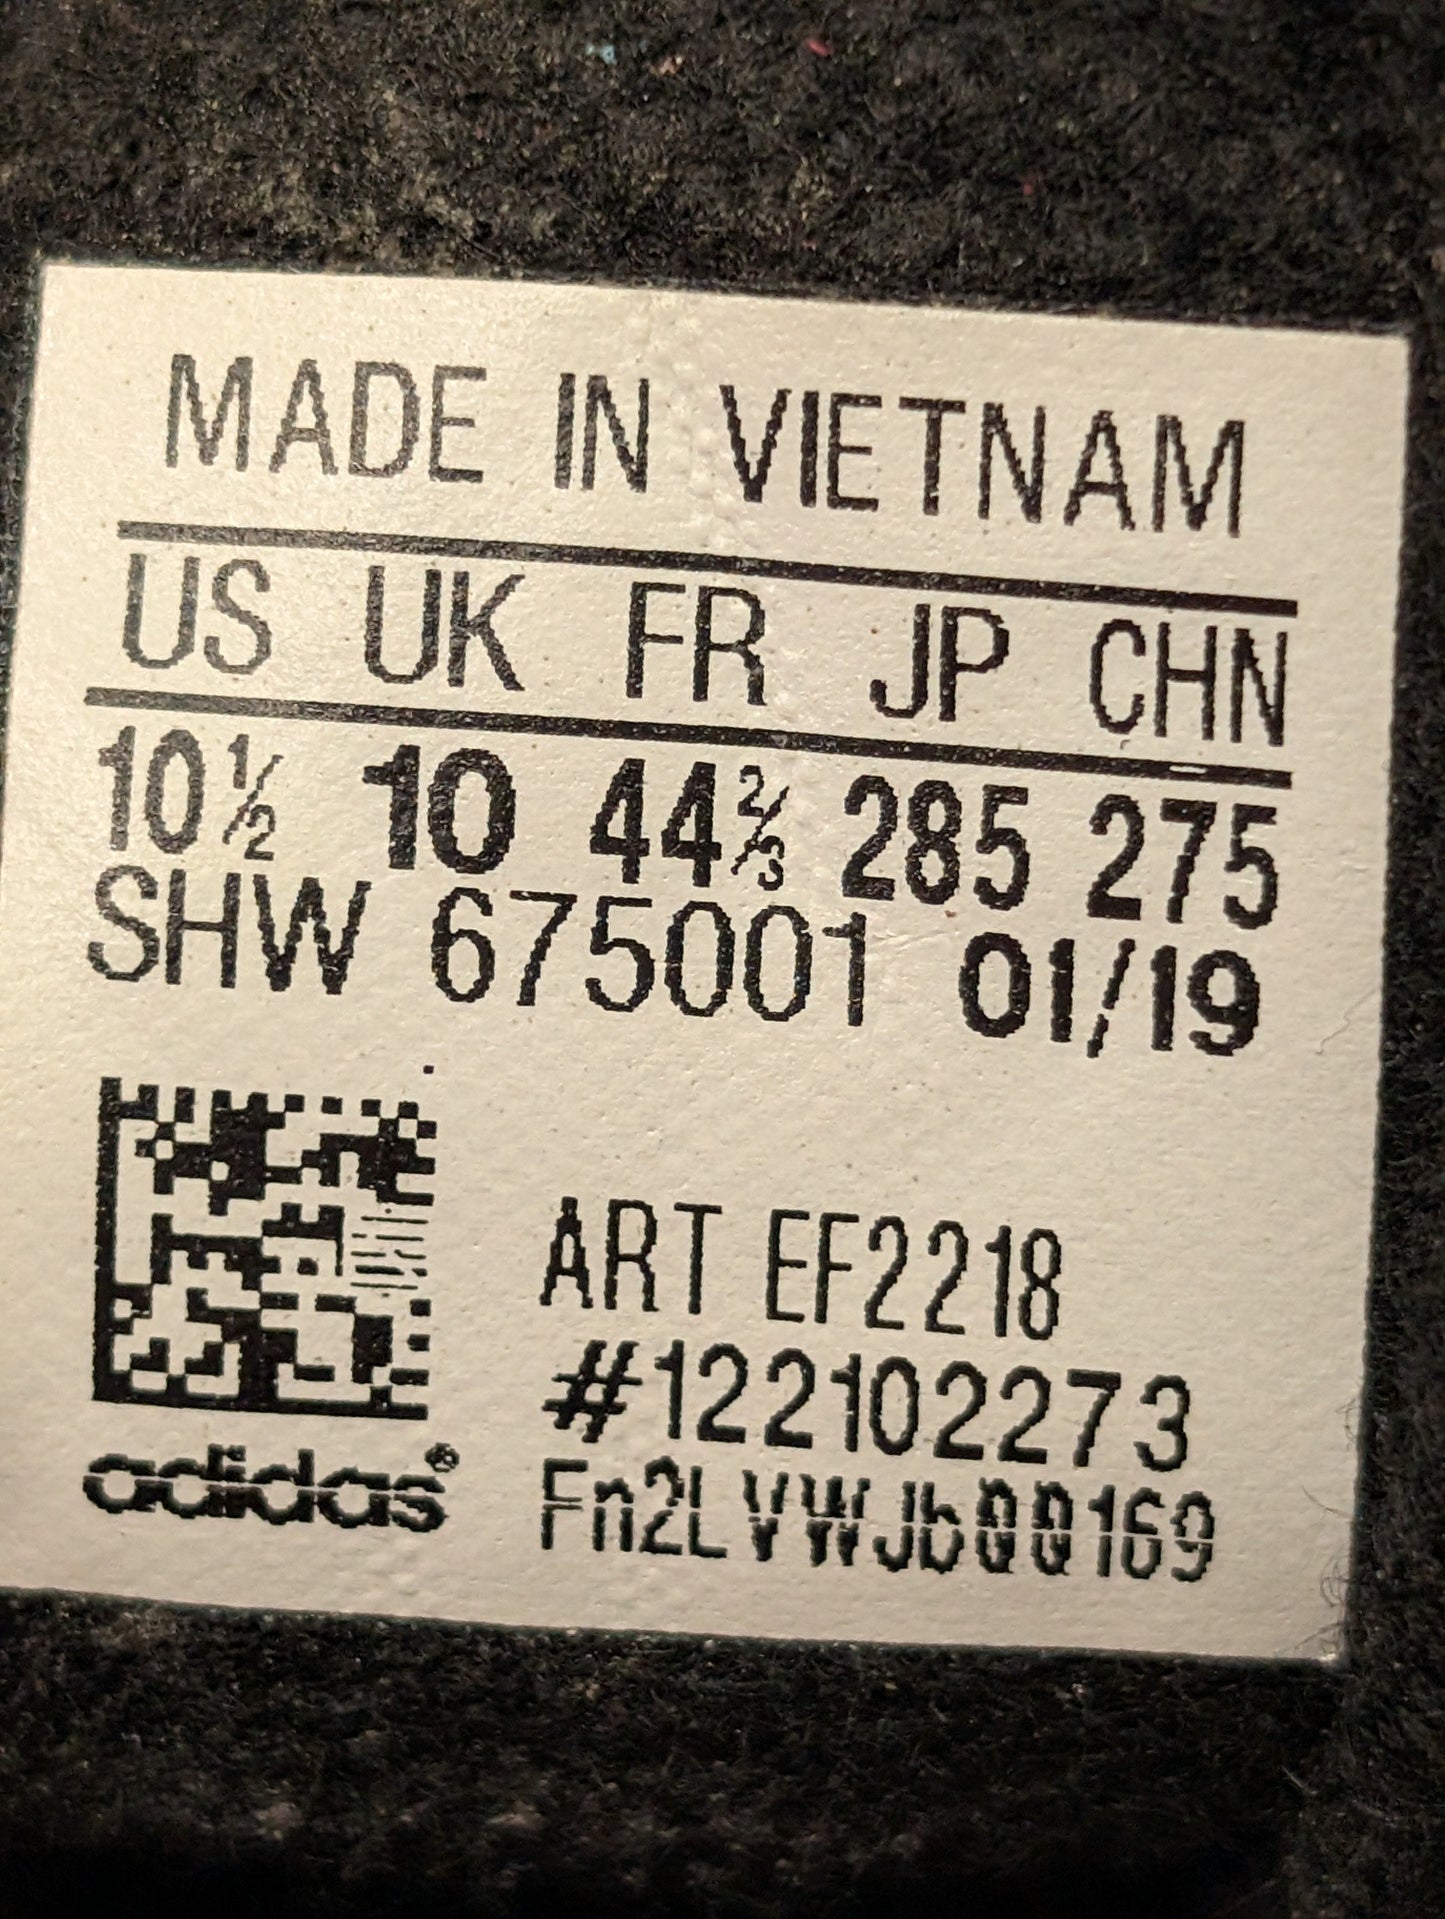 MADE IN VIETNAM
US UK FR JP CHN
10½ 10 44⅔ 285 275
SHW 675001 01/19
ART EF2218
#122102273
adidas®
Fn2LVWJb00169